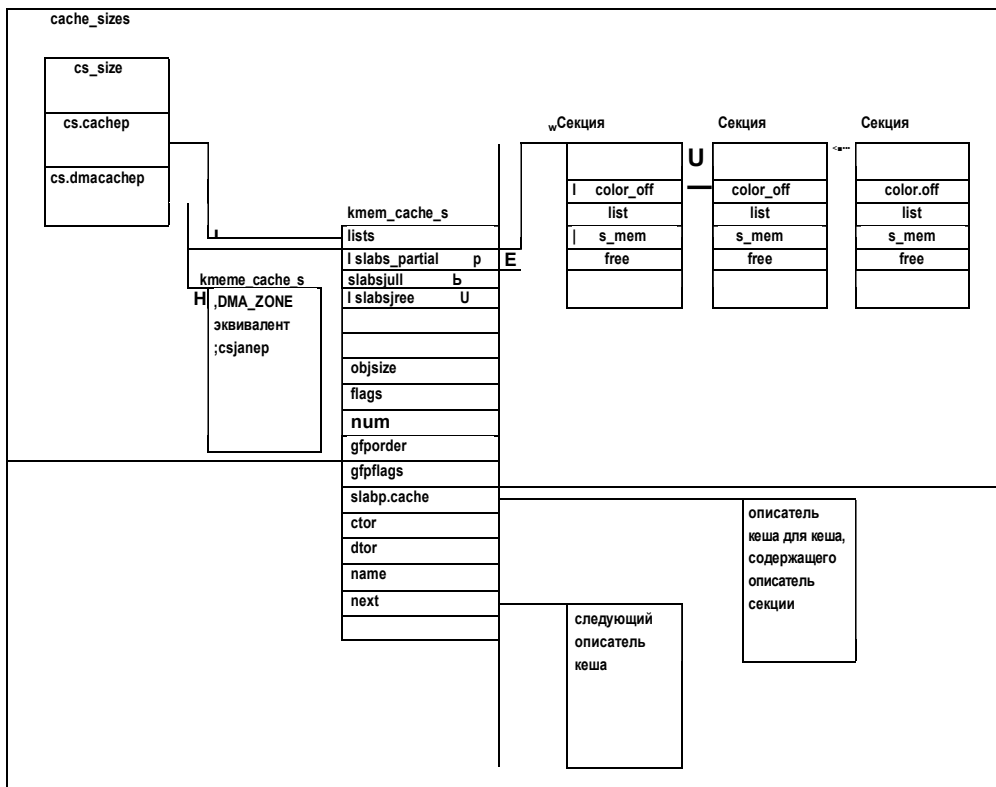 cache_sizes
cs_size
cs.cachep
cs.dmacachep
wСекция
Секция
Секция
U
color_off
list
s_mem
free
color_off
list
s_mem
free
color.off
list
s_mem
free
kmem_cache_s
lists
l slabs_partial p E
slabsjull Ь
l slabsjree U
objsize
flags
num
gfporder
gfpflags
slabp.cache
ctor
dtor
name
next
kmeme_cache_s
H ,DMA_ZONE
эквивалент
;csjanep
описатель
кеша для кеша,
содержащего
описатель
секции
следующий
описатель
кеша